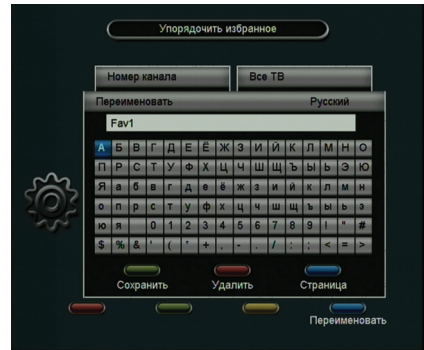 Упорядочить избранное
Номер канала Все ТВ
Переименовать Русский
Fav1
А Б В Г Д Е Ё Ж З И Й К Л М Н О
П Р С Т У Ф Х Ц Ч Ш Щ Ъ Ы Ь Э Ю
Я а б в г д е ё ж з и й к л м н
о п р с т у ф х ц ч ш щ ъ ы ь э
ю я 0 1 2 3 4 5 6 7 8 9 ! " #
$ % & ' ( * + , - . / : ; < = >
Сохранить Удалить Страница
Переименовать